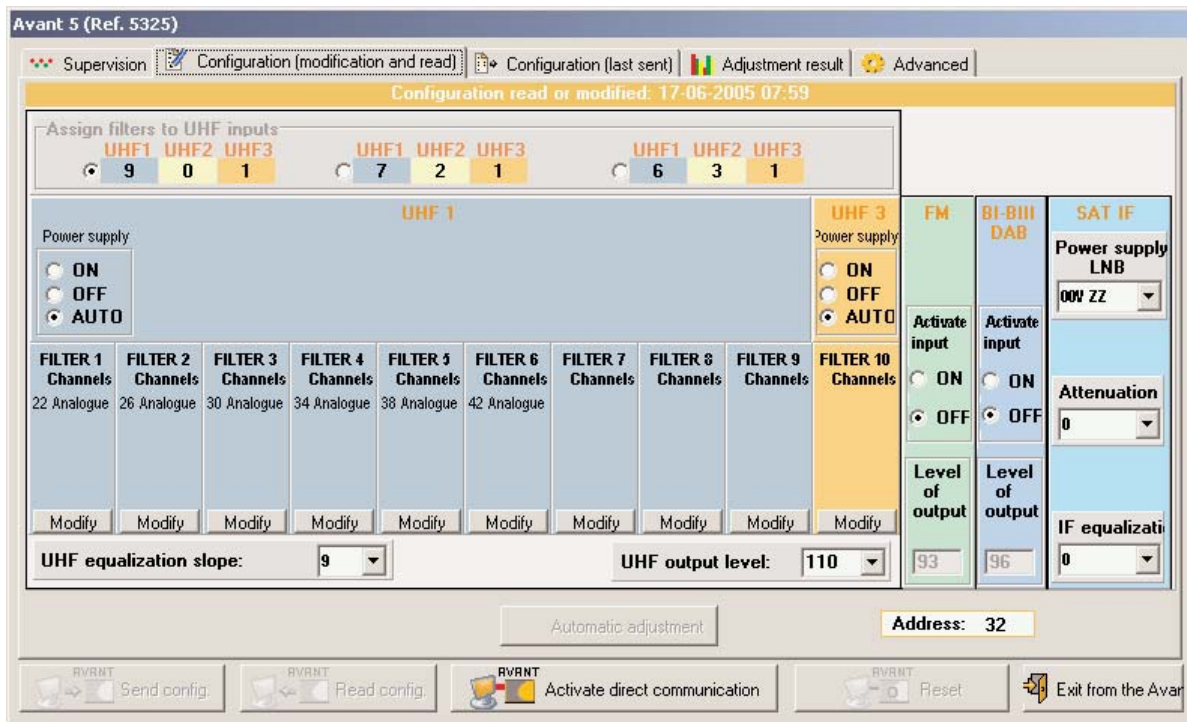 Avant 5 (Ref. 5325)
Supervision Configuration (modification and read) Configuration (last sent) Adjustment result Advanced
Configuration read or modified: 17-06-2005 07:59
Assign filters to UHF inputs
UHF1 UHF2 UHF3 UHF1 UHF2 UHF3 UHF1 UHF2 UHF3
9 0 1 7 2 1 6 3 1
UHF 1
Power supply
ON
OFF
AUTO
UHF 3
Power supply
ON
OFF
AUTO
FILTER 1 Channels
22 Analogue
Modify
FILTER 2 Channels
26 Analogue
Modify
FILTER 3 Channels
30 Analogue
Modify
FILTER 4 Channels
34 Analogue
Modify
FILTER 5 Channels
38 Analogue
Modify
FILTER 6 Channels
42 Analogue
Modify
FILTER 7 Channels
Modify
FILTER 8 Channels
Modify
FILTER 9 Channels
Modify
FILTER 10 Channels
Modify
UHF equalization slope: 9
UHF output level: 110
FM
Activate
input
ON
OFF
Level
of
output
93
BI-BIII
DAB
Activate
input
ON
OFF
Level
of
output
96
SAT IF
Power supply
LNB
00V ZZ
Attenuation
0
IF equalizati
0
Automatic adjustment
Address: 32
AVANT Send config.
AVANT Read config.
AVANT Activate direct communication
AVANT Reset
Exit from the Avar